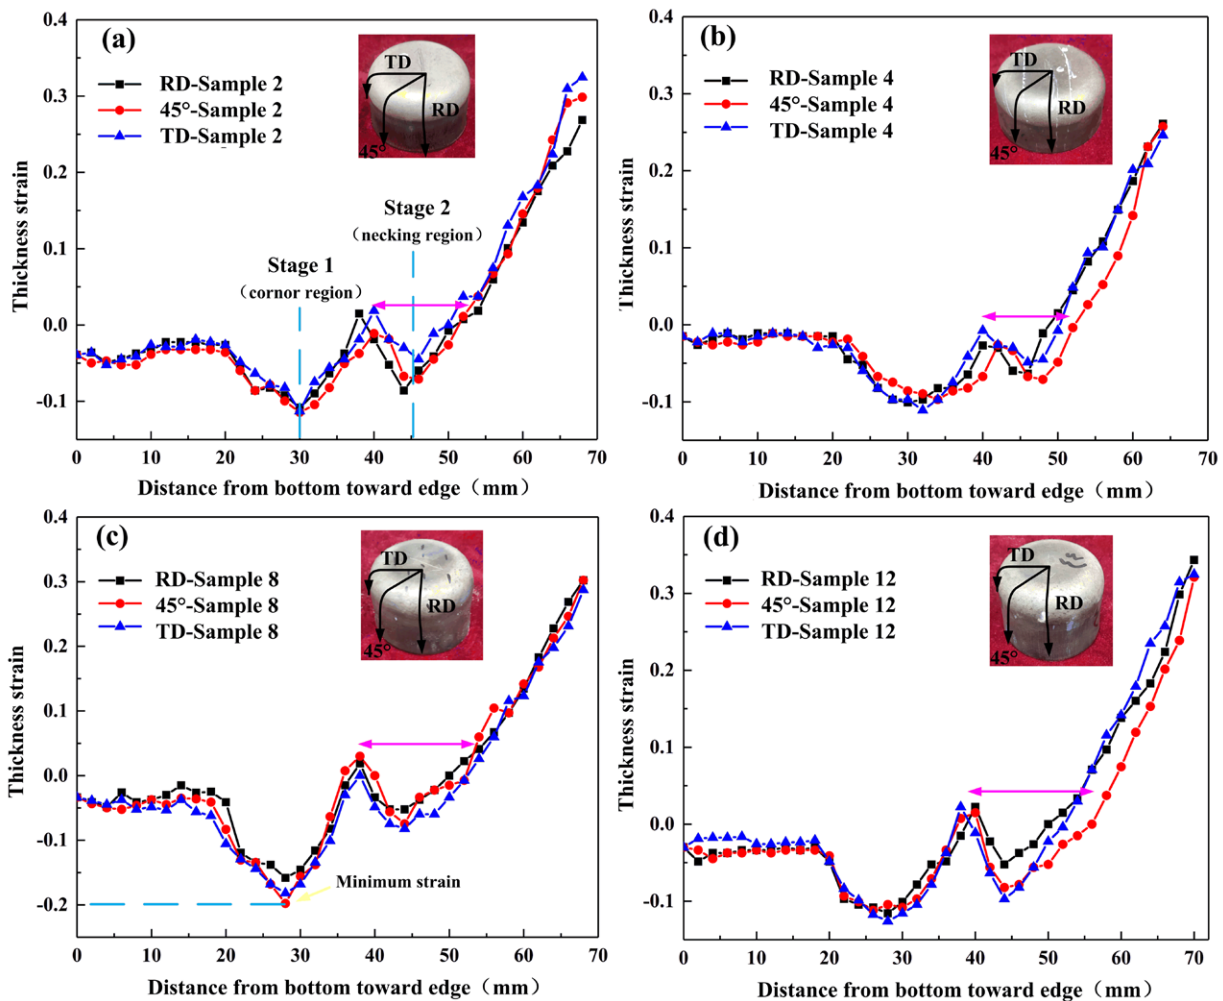 (a)
RD-Sample 2
45°-Sample 2
TD-Sample 2
TD
RD
45°
Stage 1
(cornor region)
Stage 2
(necking region)
Thickness strain
0.4
0.3
0.2
0.1
0.0
-0.1
0 10 20 30 40 50 60 70
Distance from bottom toward edge(mm)
(b)
RD-Sample 4
45°-Sample 4
TD-Sample 4
TD
RD
45°
Thickness strain
0.4
0.3
0.2
0.1
0.0
-0.1
0 10 20 30 40 50 60 70
Distance from bottom toward edge(mm)
(c)
RD-Sample 8
45°-Sample 8
TD-Sample 8
TD
RD
45°
Minimum strain
Thickness strain
0.4
0.3
0.2
0.1
0.0
-0.1
-0.2
0 10 20 30 40 50 60 70
Distance from bottom toward edge(mm)
(d)
RD-Sample 12
45°-Sample 12
TD-Sample 12
TD
RD
45°
Thickness strain
0.4
0.3
0.2
0.1
0.0
-0.1
0 10 20 30 40 50 60 70
Distance from bottom toward edge(mm)